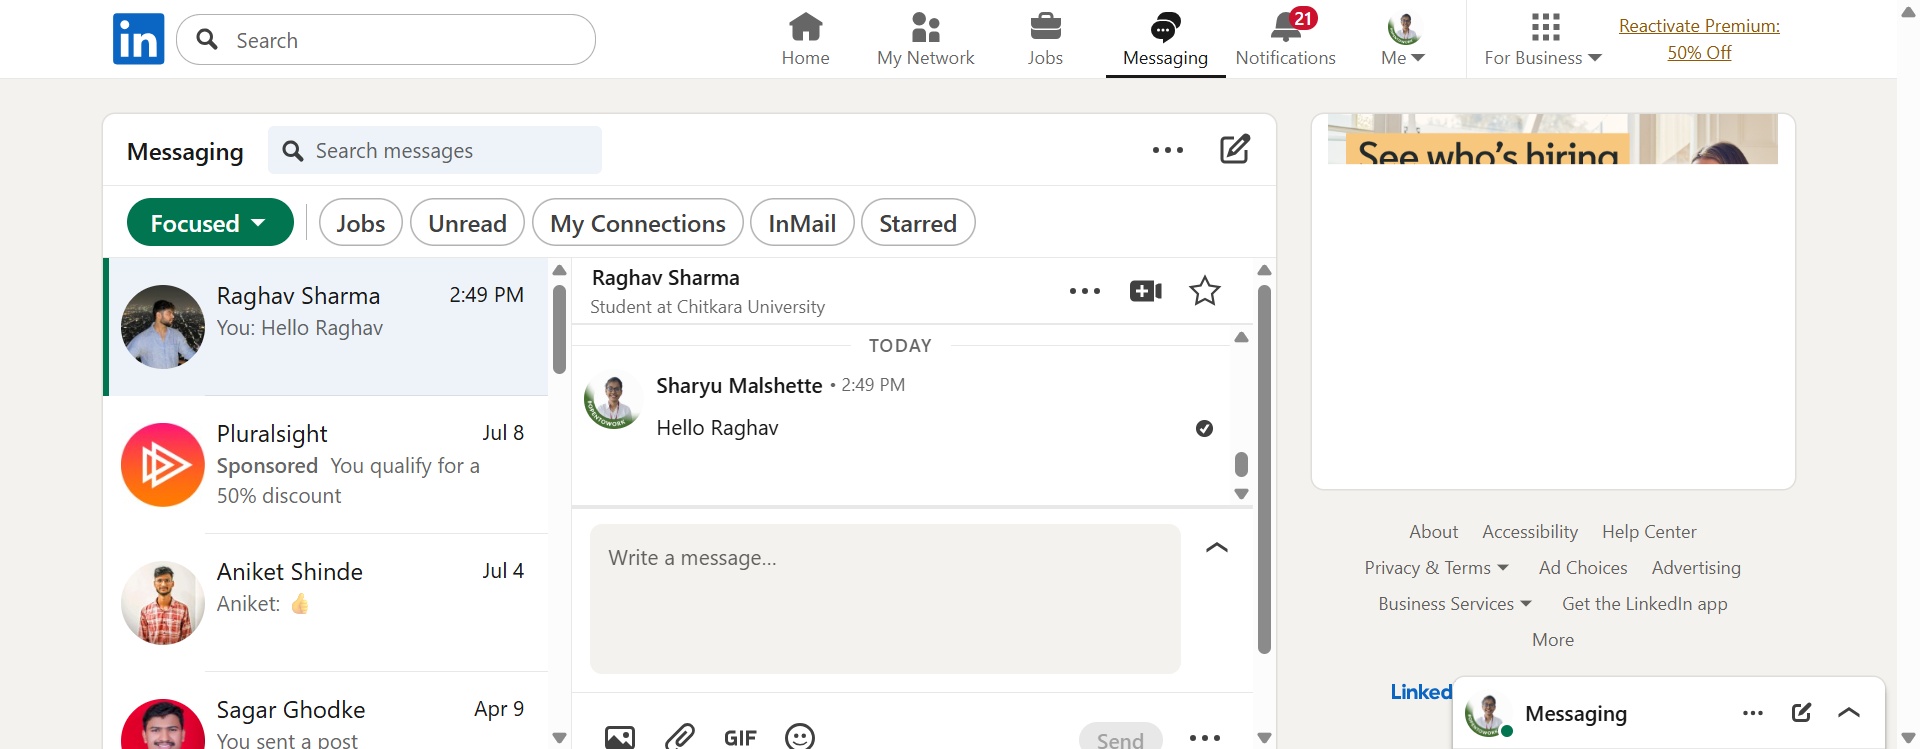 in
Search
Home
My Network
Jobs
Messaging
21
Notifications
Me
For Business
Reactivate Premium:
50% Off
Messaging
Search messages
Focused
Jobs
Unread
My Connections
InMail
Starred
Raghav Sharma
2:49 PM
You: Hello Raghav
Pluralsight
Jul 8
Sponsored You qualify for a
50% discount
Aniket Shinde
Jul 4
Aniket: 👍
Sagar Ghodke
Apr 9
You sent a post
Raghav Sharma
Student at Chitkara University
TODAY
Sharyu Malshette • 2:49 PM
Hello Raghav
Write a message…
GIF
Send
See who's hiring
About
Accessibility
Help Center
Privacy & Terms
Ad Choices
Advertising
Business Services
Get the LinkedIn app
More
Linked
Messaging